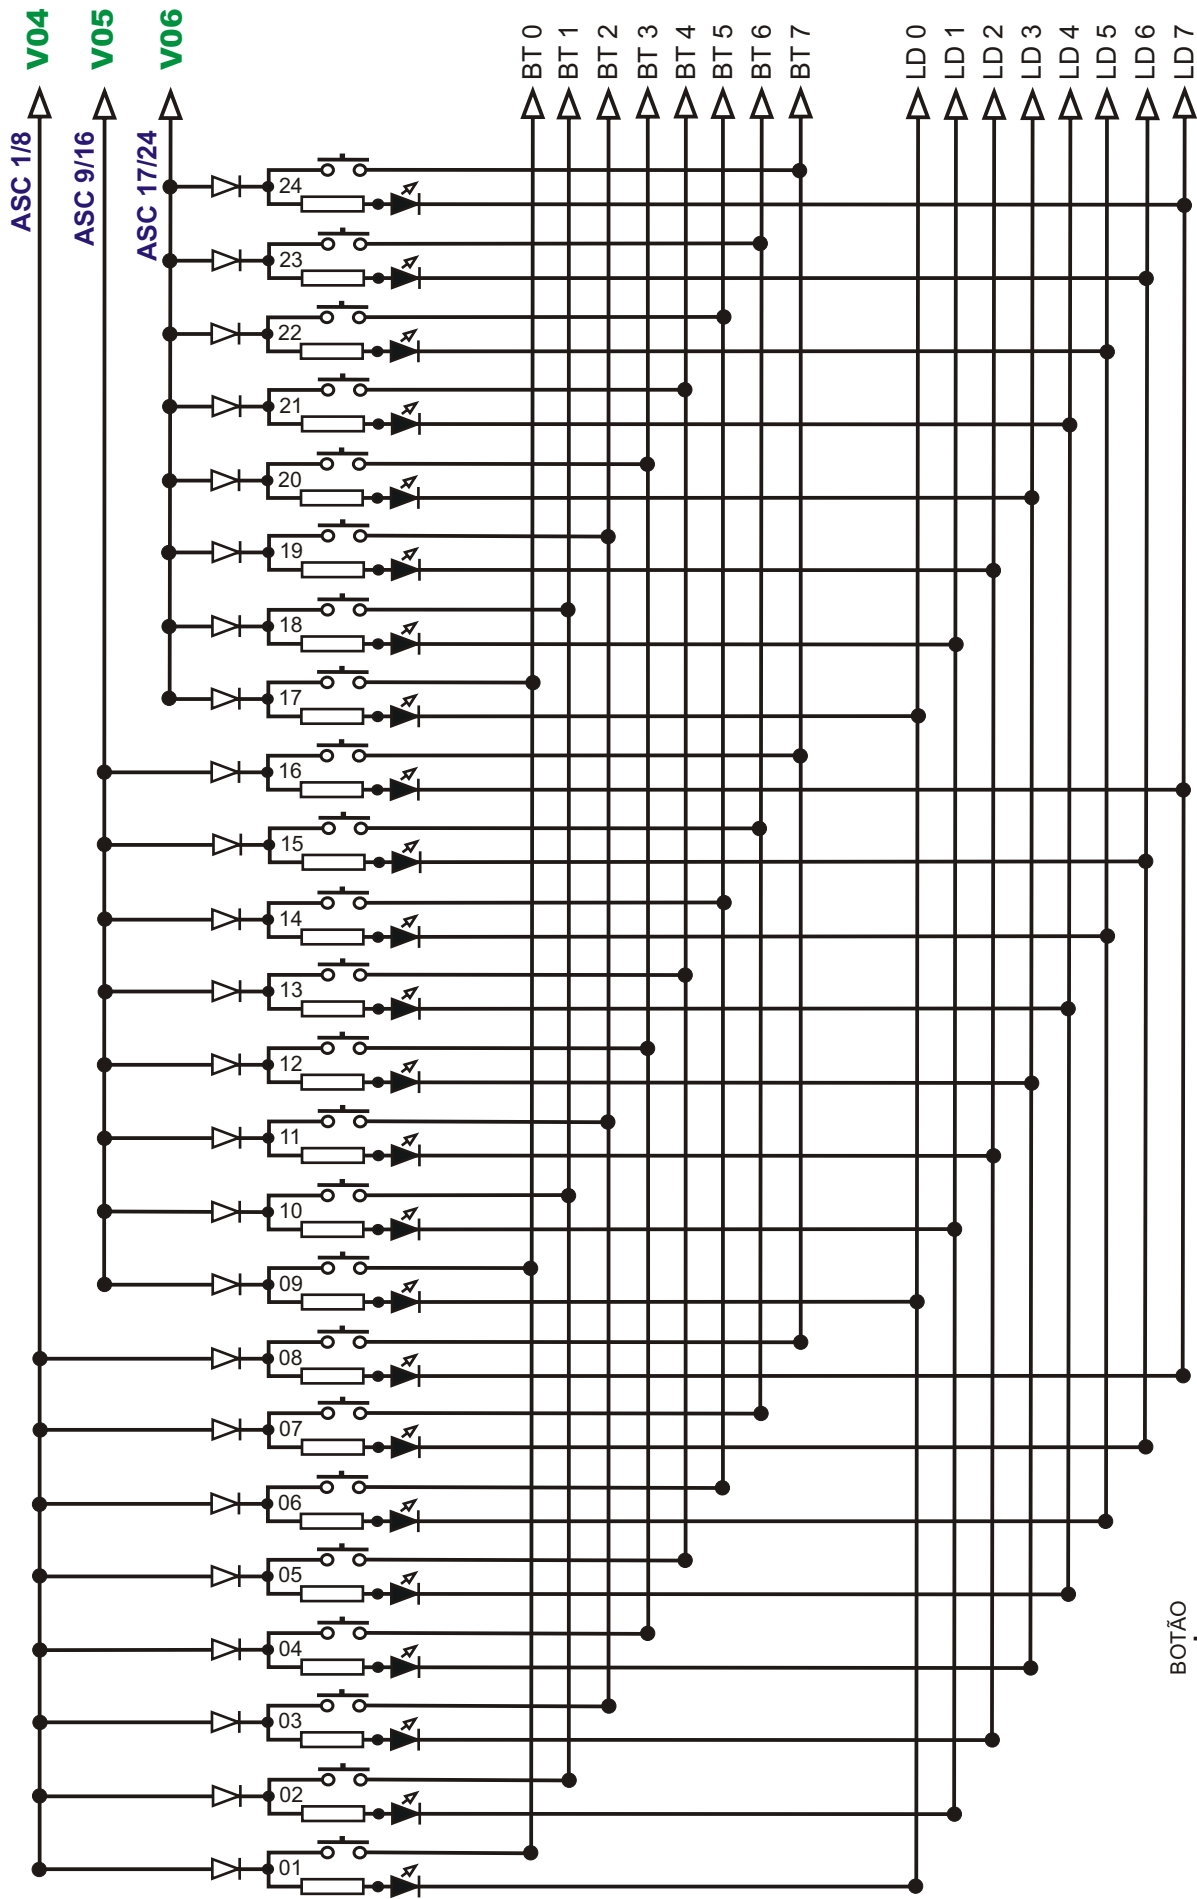 V04
V05
V06
ASC 1/8
ASC 9/16
ASC 17/24
BT 0
BT 1
BT 2
BT 3
BT 4
BT 5
BT 6
BT 7
LD 0
LD 1
LD 2
LD 3
LD 4
LD 5
LD 6
LD 7
24
23
22
21
20
19
18
17
16
15
14
13
12
11
10
09
08
07
06
05
04
03
02
01
BOTÃO